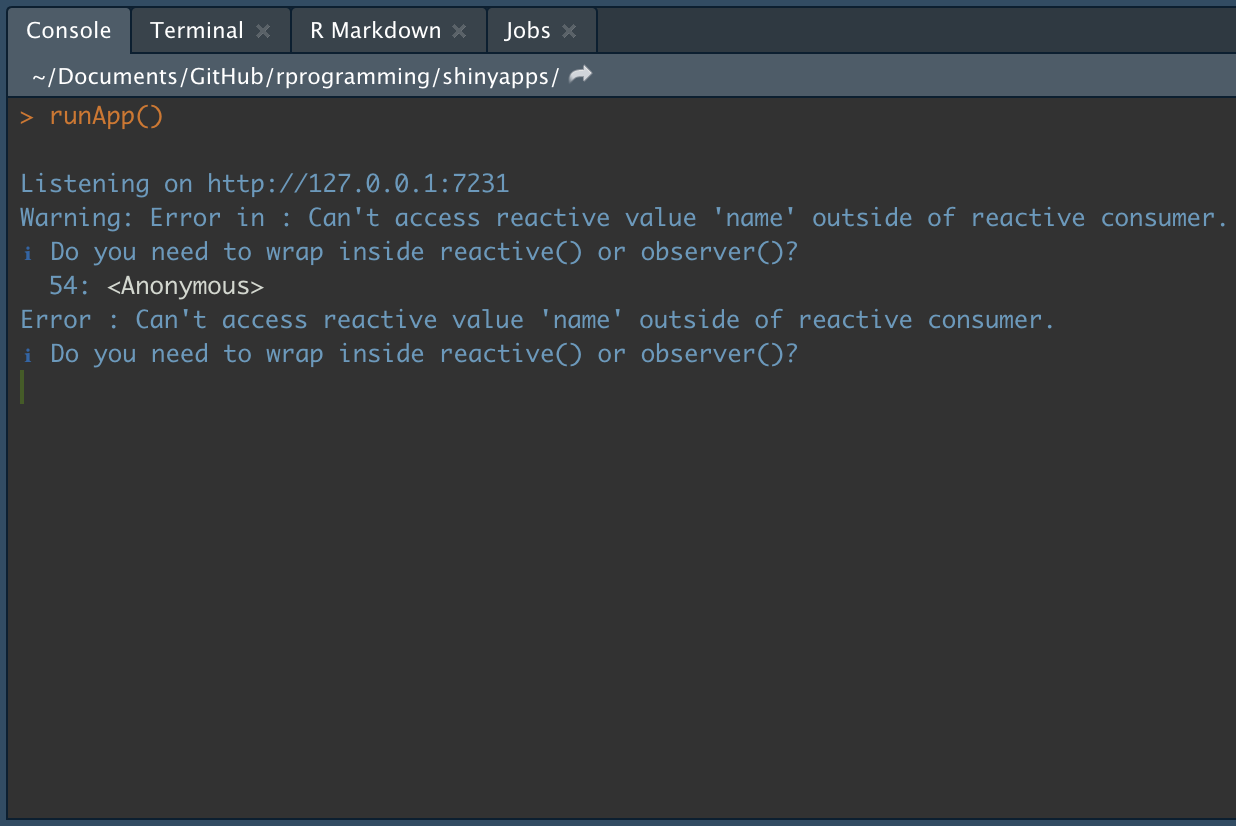 Console Terminal R Markdown Jobs
~/Documents/GitHub/rprogramming/shinyapps/
> runApp()
Listening on http://127.0.0.1:7231
Warning: Error in : Can't access reactive value 'name' outside of reactive consumer.
ℹ Do you need to wrap inside reactive() or observer()?
  54: <Anonymous>
Error : Can't access reactive value 'name' outside of reactive consumer.
ℹ Do you need to wrap inside reactive() or observer()?